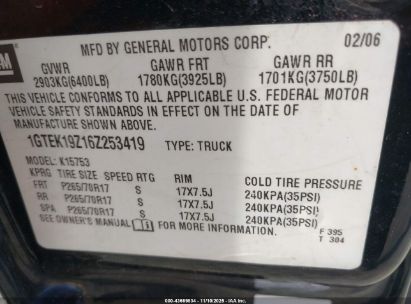 GM
MFD BY GENERAL MOTORS CORP. 02/06
GVWR GAWR FRT GAWR RR
2903KG(6400LB) 1780KG(3925LB) 1701KG(3750LB)
THIS VEHICLE CONFORMS TO ALL APPLICABLE U.S. FEDERAL MOTOR
VEHICLE SAFETY STANDARDS IN EFFECT ON THE DATE OF
MANUFACTURE SHOWN ABOVE.
1GTEK19Z16Z253419 TYPE: TRUCK
MODEL: K15753
KPRG TIRE SIZE SPEED RTG RIM COLD TIRE PRESSURE
FRT P265/70R17 S 17X7.5J 240KPA(35PSI)
RR P265/70R17 S 17X7.5J 240KPA(35PSI)
SPA P265/70R17 S 17X7.5J 240KPA(35PSI)
SEE OWNER'S MANUAL FOR MORE INFORMATION.
F 395
T 304